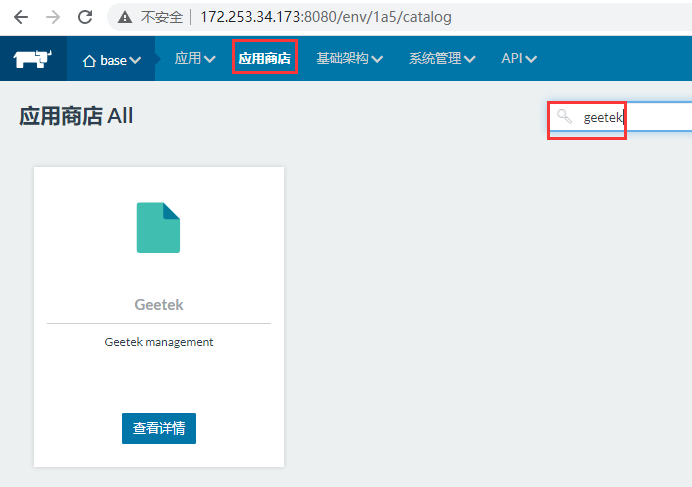 不安全 172.253.34.173:8080/env/1a5/catalog
base 应用 应用商店 基础架构 系统管理 API
应用商店 All
geetek
Geetek
Geetek management
查看详情